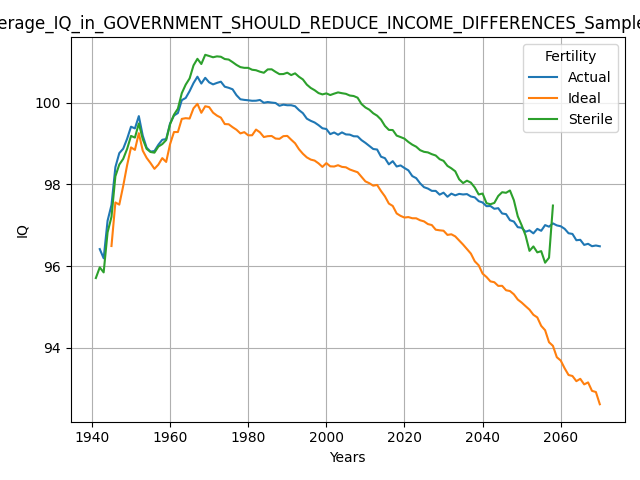 erage_IQ_in_GOVERNMENT_SHOULD_REDUCE_INCOME_DIFFERENCES_Sample
Fertility
Actual
Ideal
Sterile
IQ
100
98
96
94
1940
1960
1980
2000
2020
2040
2060
Years